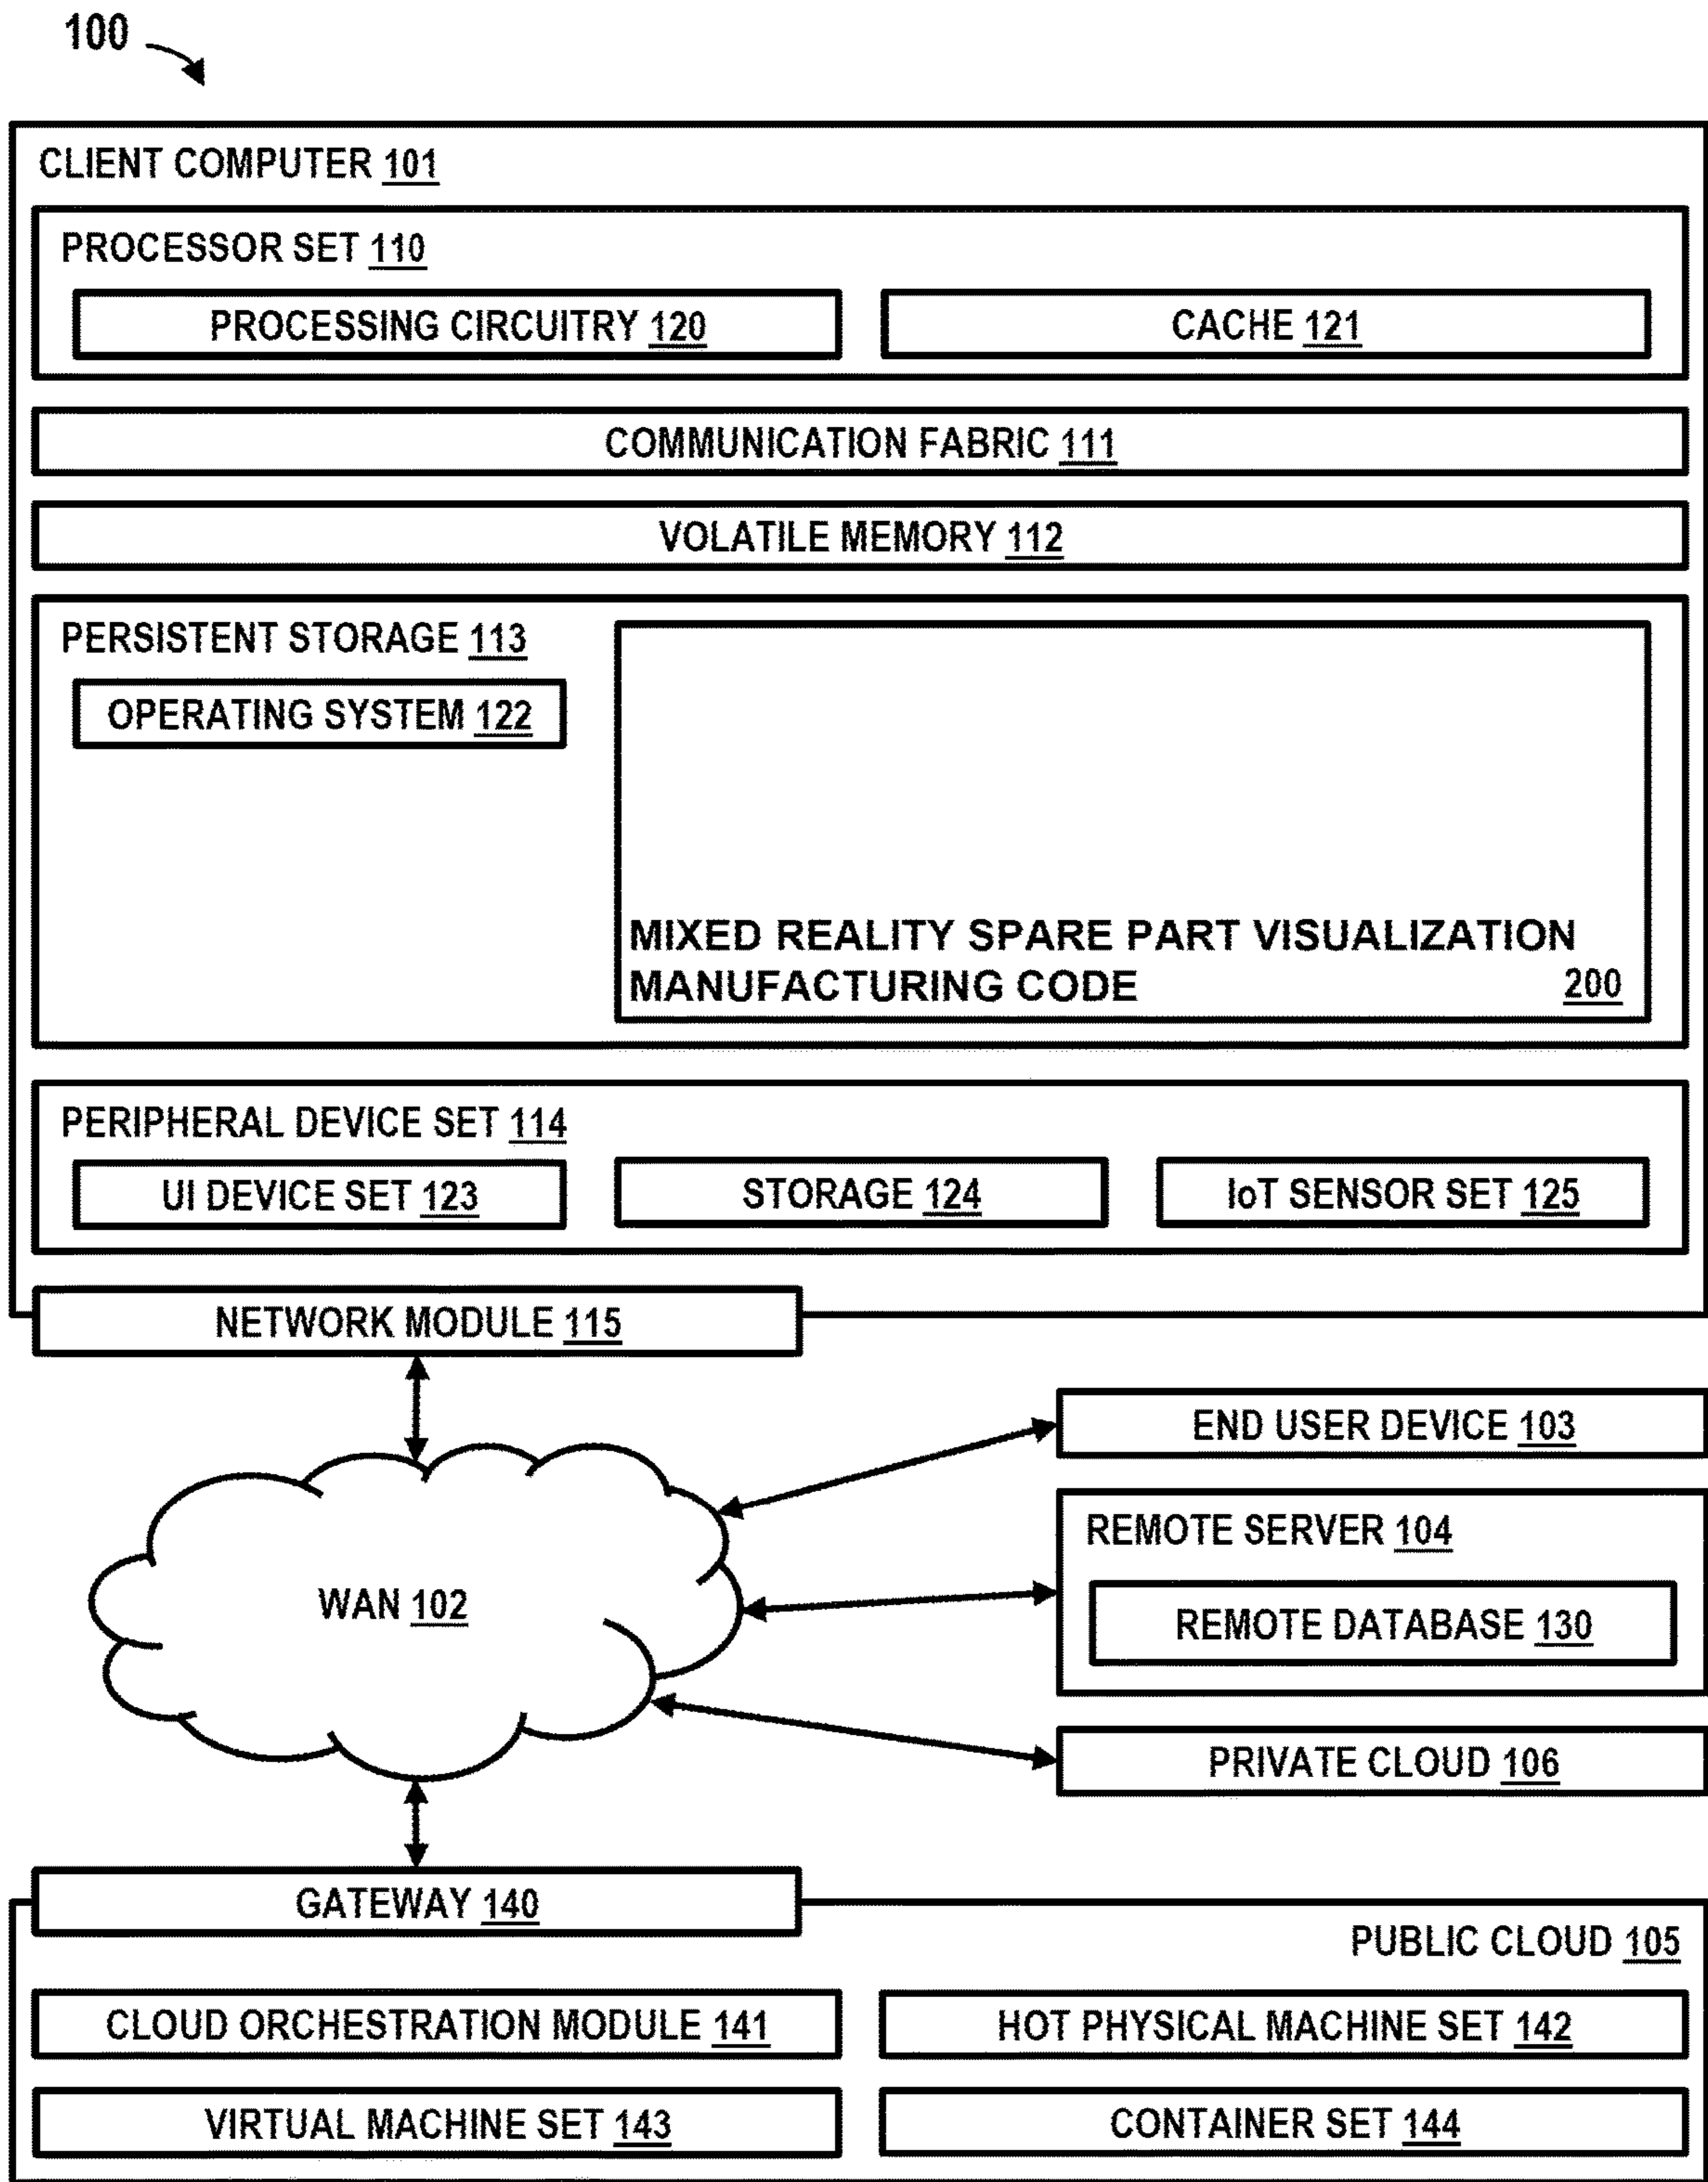 100
CLIENT COMPUTER 101
PROCESSOR SET 110
PROCESSING CIRCUITRY 120
CACHE 121
COMMUNICATION FABRIC 111
VOLATILE MEMORY 112
PERSISTENT STORAGE 113
OPERATING SYSTEM 122
MIXED REALITY SPARE PART VISUALIZATION
MANUFACTURING CODE 200
PERIPHERAL DEVICE SET 114
UI DEVICE SET 123
STORAGE 124
IoT SENSOR SET 125
NETWORK MODULE 115
END USER DEVICE 103
REMOTE SERVER 104
WAN 102
REMOTE DATABASE 130
PRIVATE CLOUD 106
GATEWAY 140
PUBLIC CLOUD 105
CLOUD ORCHESTRATION MODULE 141
HOT PHYSICAL MACHINE SET 142
VIRTUAL MACHINE SET 143
CONTAINER SET 144